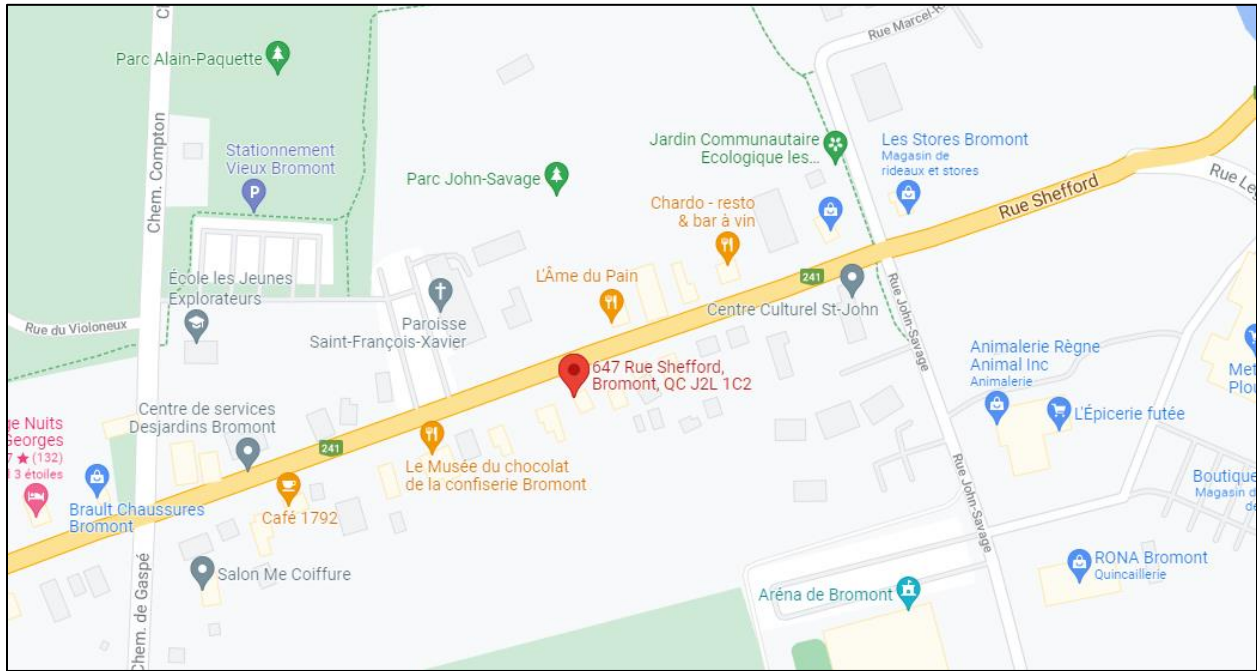 Rue Marcel-R
Parc Alain-Paquette
Chem. Compton
Stationnement
Vieux Bromont
P
Jardin Communautaire
Ecologique les...
Les Stores Bromont
Magasin de
rideaux et stores
Parc John-Savage
Chardo - resto
& bar à vin
Rue Shefford
Rue Le
L'Âme du Pain
241
École les Jeunes
Explorateurs
Rue du Violoneux
Paroisse
Saint-François-Xavier
Centre Culturel St-John
Rue John-Savage
647 Rue Shefford,
Bromont, QC J2L 1C2
Animalerie Règne
Animal Inc
Animalerie
Met
Plou
L'Épicerie futée
Centre de services
Desjardins Bromont
241
ge Nuits
Georges
7 ★ (132)
l 3 étoiles
Le Musée du chocolat
de la confiserie Bromont
Brault Chaussures
Bromont
Café 1792
Rue John-Savage
Boutique
Magasin d
de
Salon Me Coiffure
Chem. de Gaspé
RONA Bromont
Quincaillerie
Aréna de Bromont